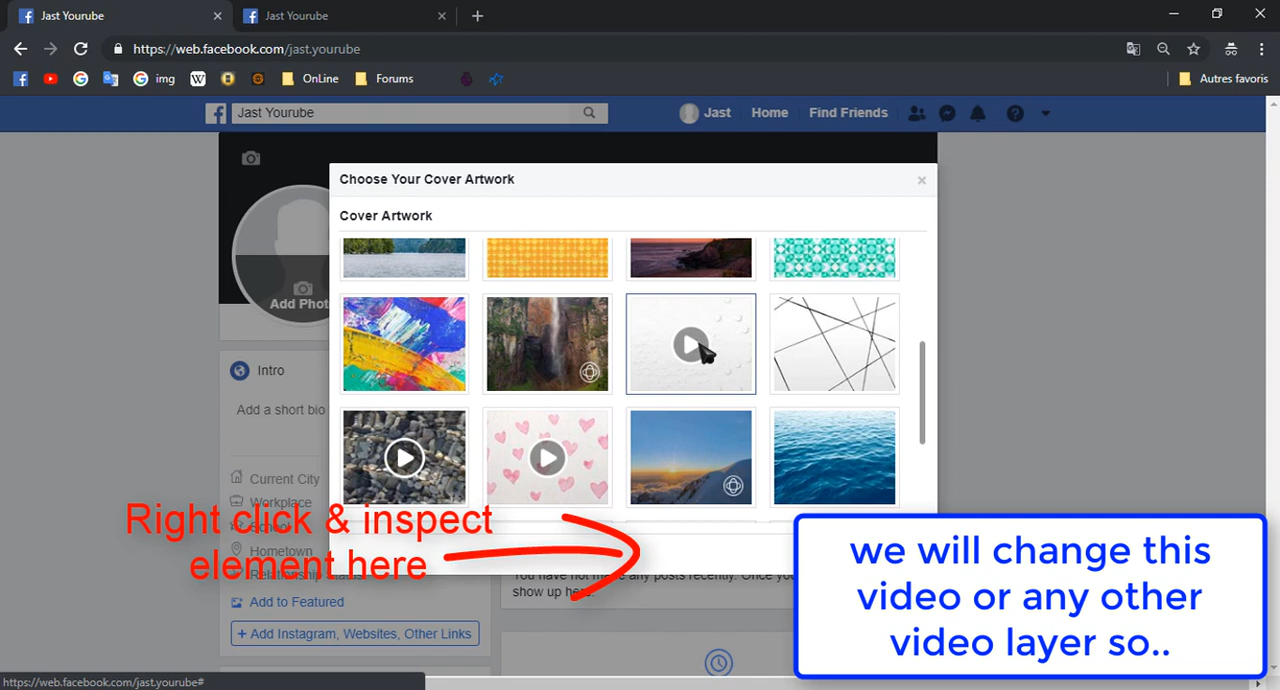 Jast Yourube
Jast Yourube
https://web.facebook.com/jast.yourube
img
OnLine
Forums
Autres favoris
Jast Yourube
Jast
Home
Find Friends
Choose Your Cover Artwork
Cover Artwork
Add Phot
Intro
Add a short bio
Current City
Workplace
School
Hometown
Relationship Status
Add to Featured
+ Add Instagram, Websites, Other Links
Right click & inspect
element here
You have not made any posts recently. Once you
show up here.
we will change this
video or any other
video layer so..
https://web.facebook.com/jast.yourube#